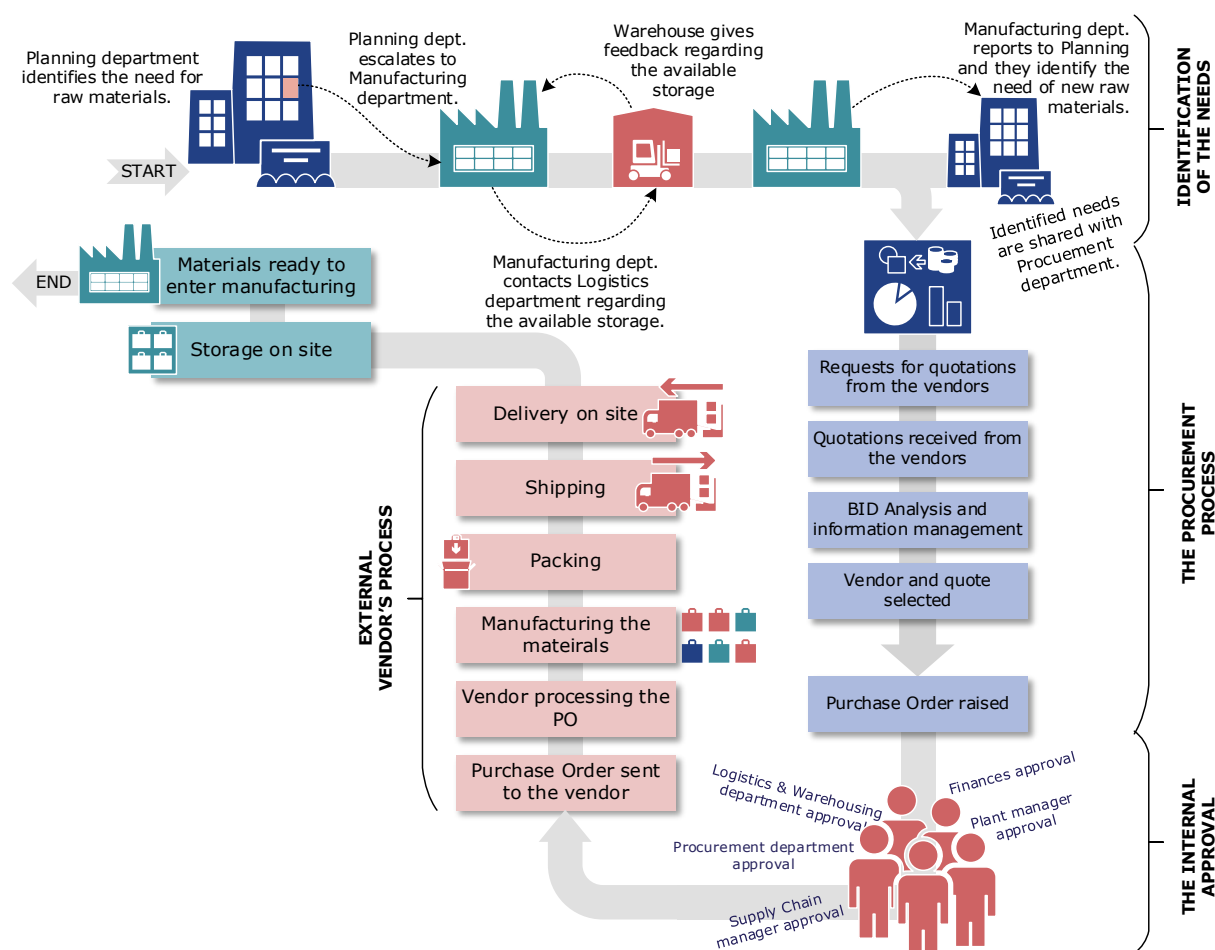 Planning department
identifies the need for
raw materials.
Planning dept.
escalates to
Manufacturing
department.
Warehouse gives
feedback regarding
the available
storage
Manufacturing dept.
reports to Planning
and they identify the
need of new raw
materials.
IDENTIFICATION
OF THE NEEDS
START
Identified needs
are shared with
Procuement
department.
Manufacturing dept.
contacts Logistics
department regarding
the available storage.
END
Materials ready to
enter manufacturing
Storage on site
Requests for quotations
from the vendors
Quotations received from
the vendors
BID Analysis and
information management
Vendor and quote
selected
Purchase Order raised
THE PROCUREMENT
PROCESS
Delivery on site
Shipping
Packing
Manufacturing the
mateirals
Vendor processing the
PO
Purchase Order sent
to the vendor
EXTERNAL
VENDOR'S PROCESS
Logistics & Warehousing
department approval
Finances approval
Plant manager
approval
Procurement department
approval
Supply Chain
manager approval
THE INTERNAL
APPROVAL